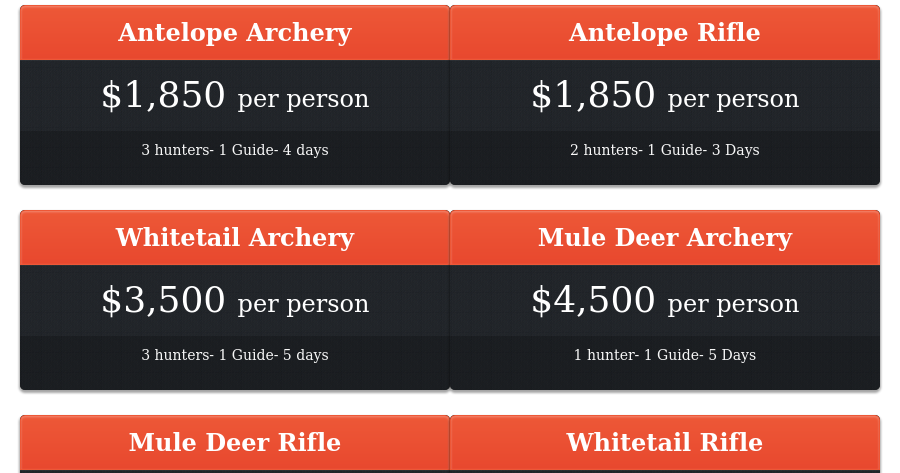 Antelope Archery
$1,850 per person
3 hunters- 1 Guide- 4 days
Antelope Rifle
$1,850 per person
2 hunters- 1 Guide- 3 Days
Whitetail Archery
$3,500 per person
3 hunters- 1 Guide- 5 days
Mule Deer Archery
$4,500 per person
1 hunter- 1 Guide- 5 Days
Mule Deer Rifle
Whitetail Rifle